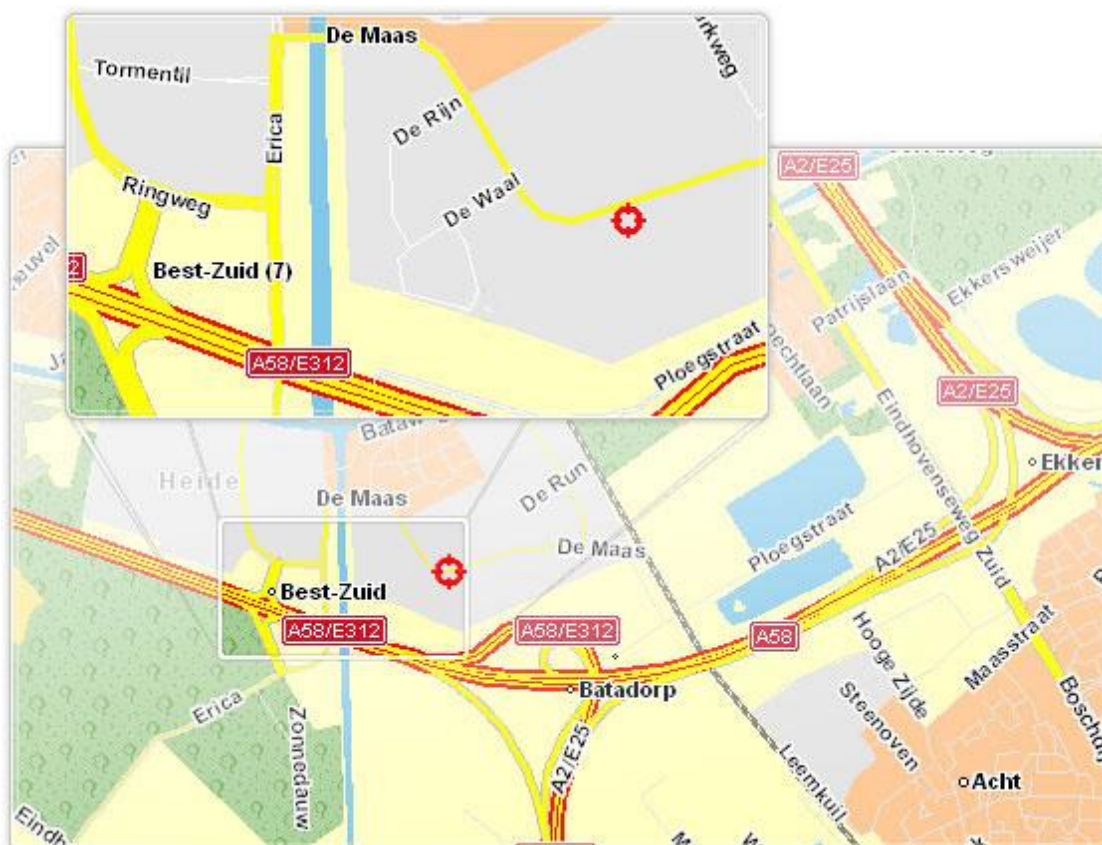 De Maas
Tormentil
De Rijn
Erica
Ringweg
De Waal
Best-Zuid (7)
A58/E312
Ploegstraat
A2/E25
Ekkersweijer
Patrijslaan
A2/E25
Eindhovenseweg Zuid
Heide
De Maas
De Run
De Maas
Ploegstraat
A2/E25
Best-Zuid
A58/E312
A58/E312
A58
Batadorp
Hooge Zijde
Maasstraat
Steenoven
Erica
Zonnedauw
A2/E25
Leemkuil
Acht